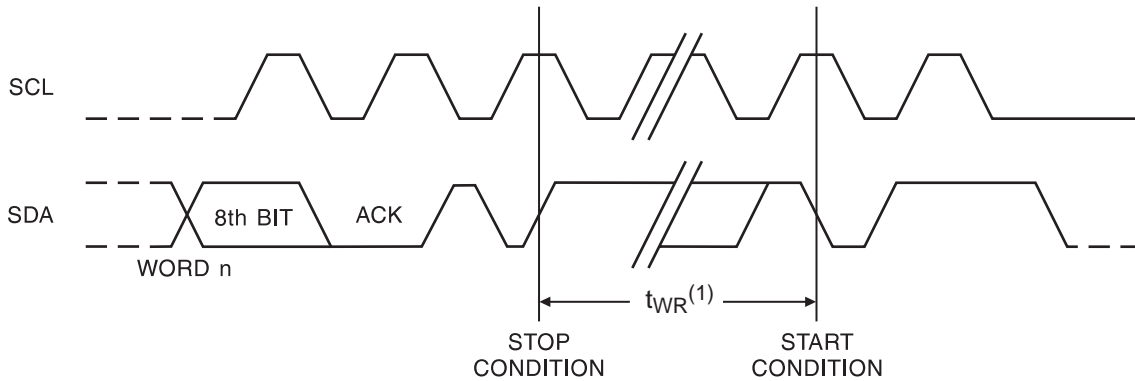 SCL
SDA
8th BIT
ACK
WORD n
tWR(1)
STOP
CONDITION
START
CONDITION